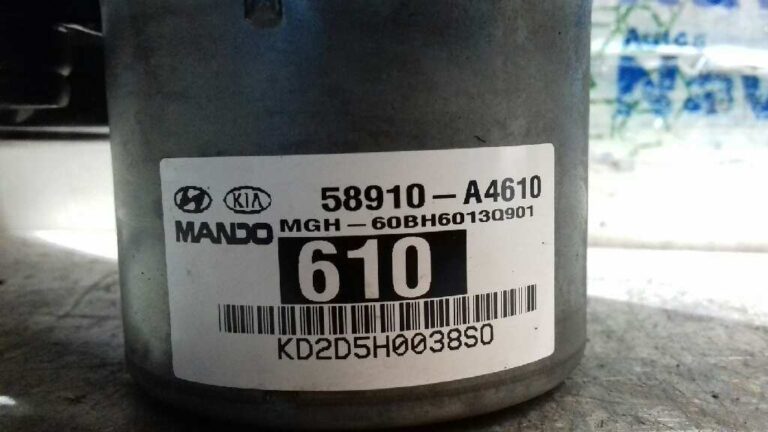 KIA 58910-A4610
MANDO MGH-60BH6013Q901
610
KD2D5H0038S0